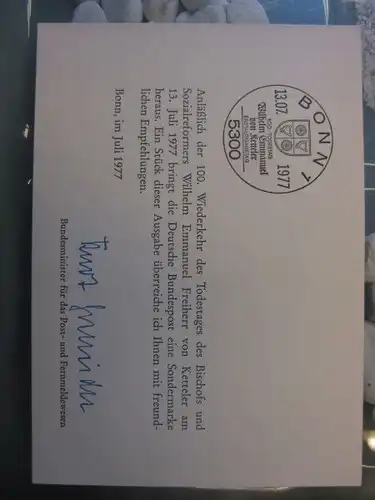 BONN 1
13.07. 1977
100. TODESTAG
Wilhelm Emmanuel
von Ketteler
ERSTAUSGABETAG
5300
Anläßlich der 100. Wiederkehr des Todestages des Bischofs und
Sozialreformers Wilhelm Emmanuel Freiherr von Ketteler am
13. Juli 1977 bringt die Deutsche Bundespost eine Sondermarke
heraus. Ein Stück dieser Ausgabe überreiche ich Ihnen mit freund-
lichen Empfehlungen.
Bonn, im Juli 1977
Bundesminister für das Post- und Fernmeldewesen